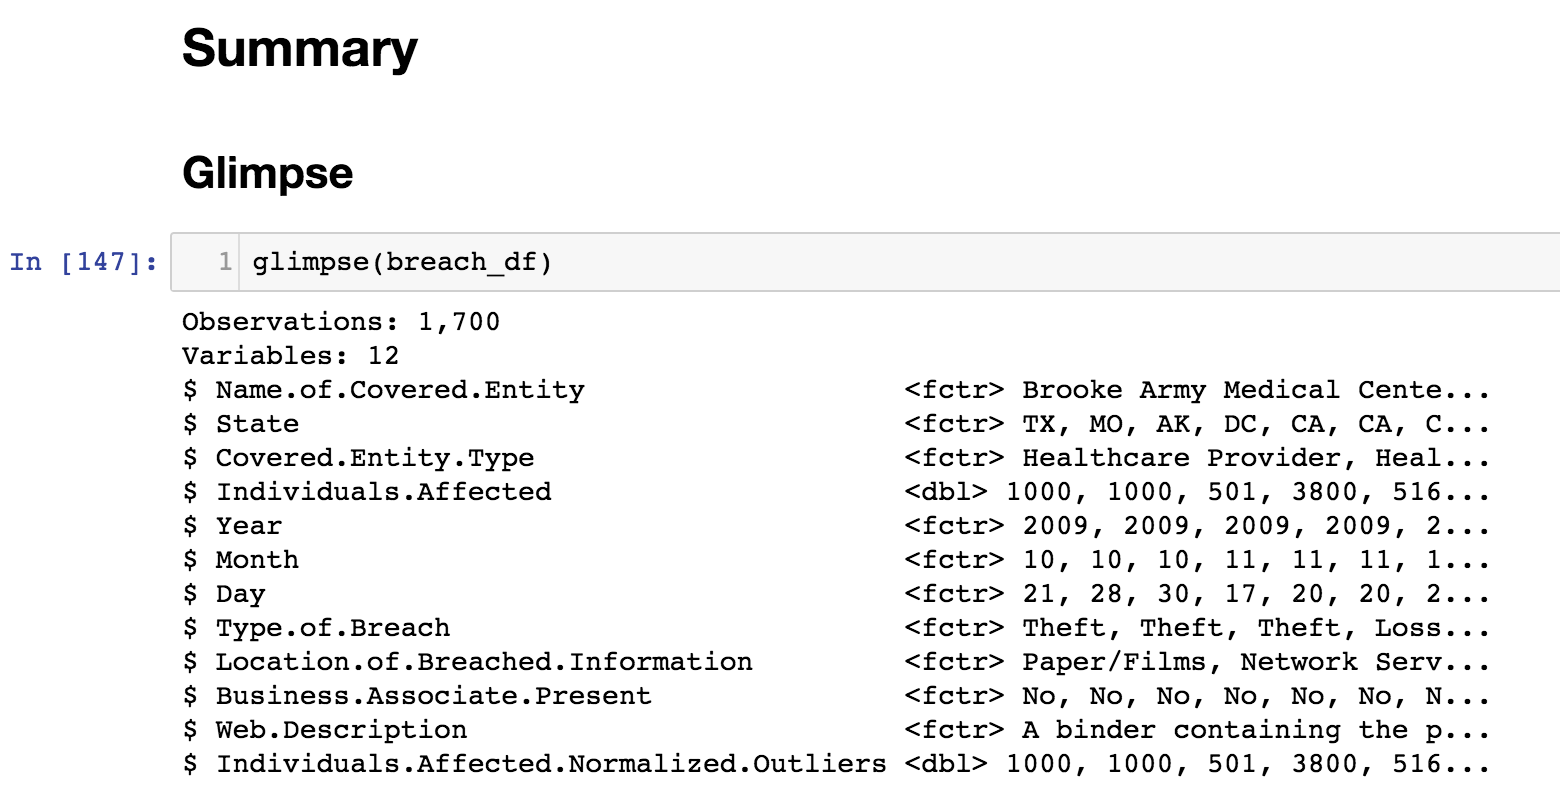 Summary
Glimpse
In [147]: 1 glimpse(breach_df)
Observations: 1,700
Variables: 12
$ Name.of.Covered.Entity <fctr> Brooke Army Medical Cente...
$ State <fctr> TX, MO, AK, DC, CA, CA, C...
$ Covered.Entity.Type <fctr> Healthcare Provider, Heal...
$ Individuals.Affected <dbl> 1000, 1000, 501, 3800, 516...
$ Year <fctr> 2009, 2009, 2009, 2009, 2...
$ Month <fctr> 10, 10, 10, 11, 11, 11, 1...
$ Day <fctr> 21, 28, 30, 17, 20, 20, 2...
$ Type.of.Breach <fctr> Theft, Theft, Theft, Loss...
$ Location.of.Breached.Information <fctr> Paper/Films, Network Serv...
$ Business.Associate.Present <fctr> No, No, No, No, No, No, N...
$ Web.Description <fctr> A binder containing the p...
$ Individuals.Affected.Normalized.Outliers <dbl> 1000, 1000, 501, 3800, 516...